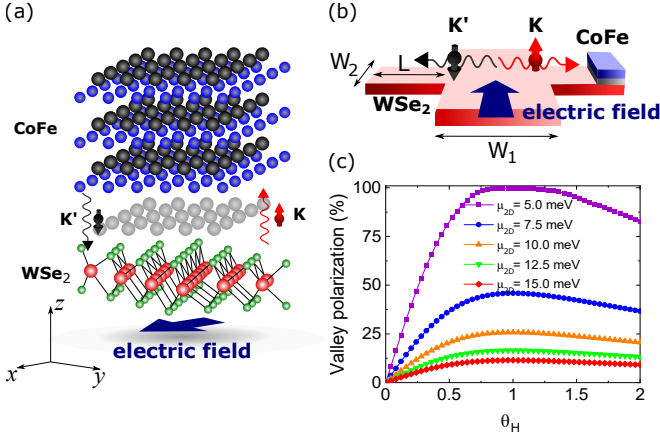 (a)
CoFe
K'
K
WSe₂
z
x
y
electric field
(b)
K'
K
CoFe
W₂
L
WSe₂
electric field
W₁
(c)
Valley polarization (%)
100
75
50
25
0
μ₂D= 5.0 meV
μ₂D= 7.5 meV
μ₂D= 10.0 meV
μ₂D= 12.5 meV
μ₂D= 15.0 meV
0
0.5
1
1.5
2
θH